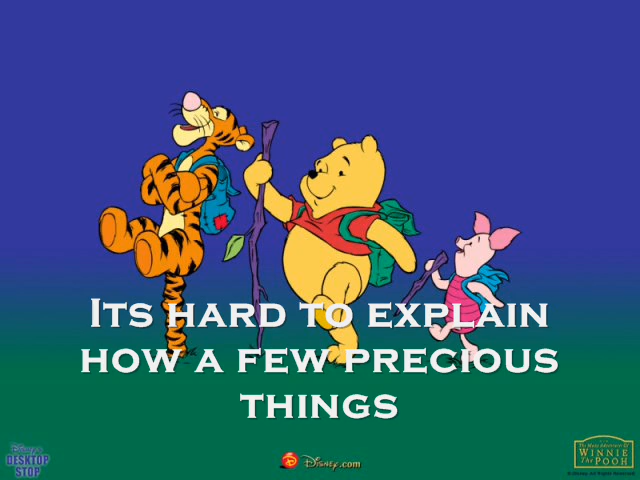 Its hard to explain
how a few precious
things
Disney's
DESKTOP
STOP
Disney.com
The Many Adventures of
WINNIE
The POOH